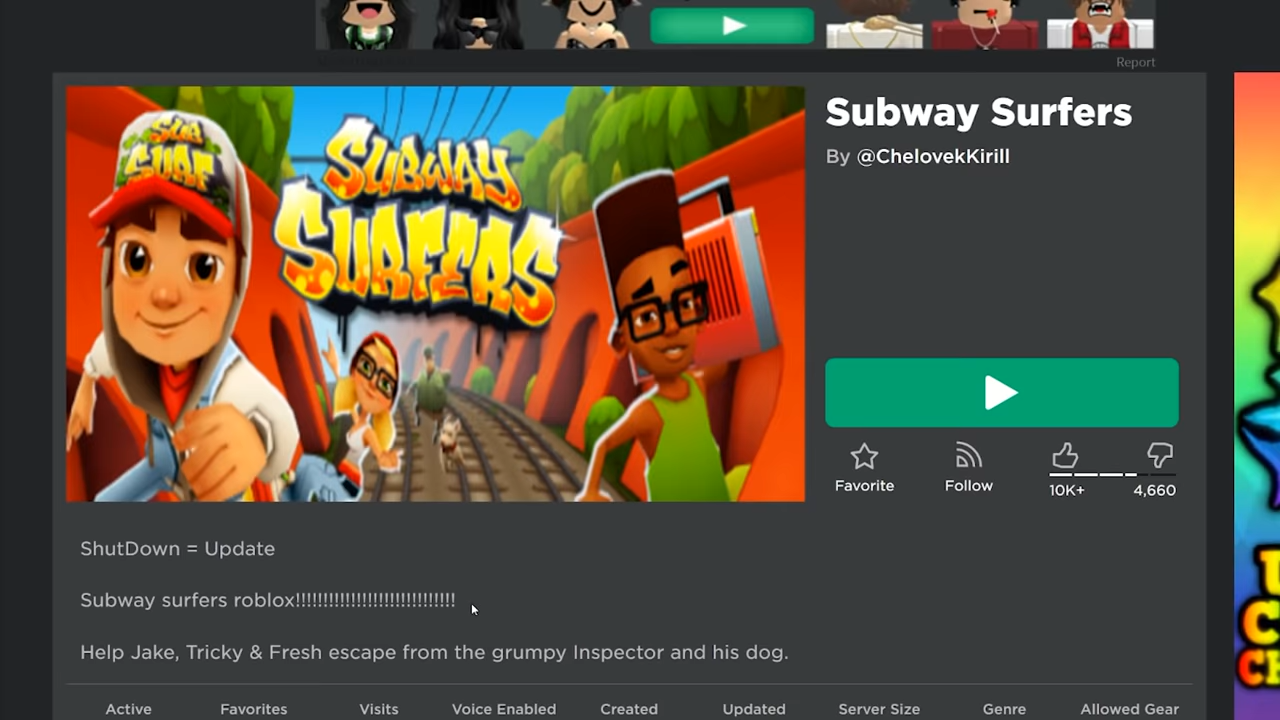 Report
SUB
SURF
SUBWAY
SURFERS
Subway Surfers
By @ChelovekKirill
Favorite
Follow
10K+
4,660
ShutDown = Update
Subway surfers roblox!!!!!!!!!!!!!!!!!!!!!!!!!!!!!
Help Jake, Tricky & Fresh escape from the grumpy Inspector and his dog.
Active Favorites Visits Voice Enabled Created Updated Server Size Genre Allowed Gear